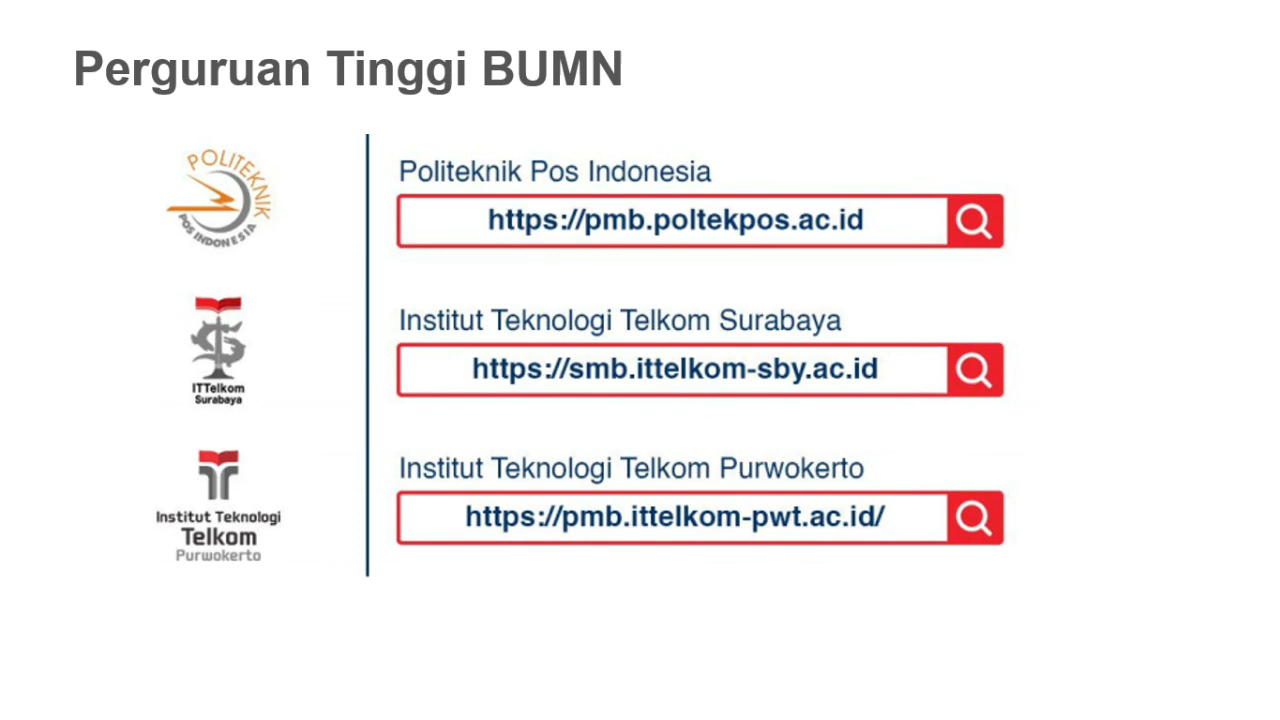 Perguruan Tinggi BUMN
POLITEKNIK
POS INDONESIA
Politeknik Pos Indonesia
https://pmb.poltekpos.ac.id
ITTelkom
Surabaya
Institut Teknologi Telkom Surabaya
https://smb.ittelkom-sby.ac.id
Institut Teknologi
Telkom
Purwokerto
Institut Teknologi Telkom Purwokerto
https://pmb.ittelkom-pwt.ac.id/